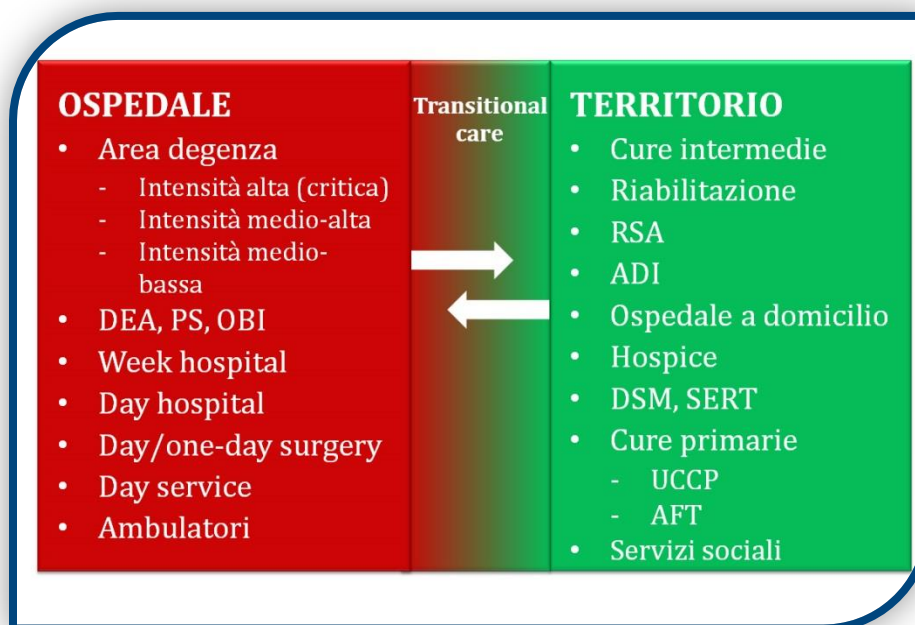 OSPEDALE
• Area degenza
- Intensità alta (critica)
- Intensità medio-alta
- Intensità medio-
bassa
• DEA, PS, OBI
• Week hospital
• Day hospital
• Day/one-day surgery
• Day service
• Ambulatori
Transitional
care
TERRITORIO
• Cure intermedie
• Riabilitazione
• RSA
• ADI
• Ospedale a domicilio
• Hospice
• DSM, SERT
• Cure primarie
- UCCP
- AFT
• Servizi sociali